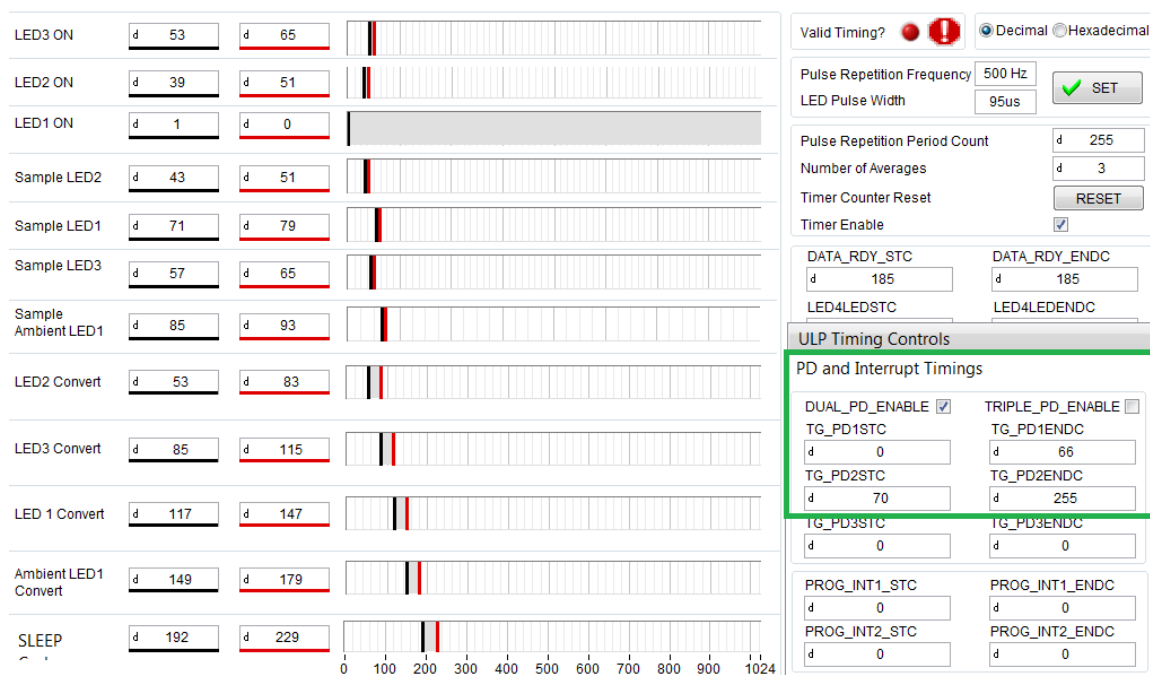 LED3 ON d 53 d 65
LED2 ON d 39 d 51
LED1 ON d 1 d 0
Sample LED2 d 43 d 51
Sample LED1 d 71 d 79
Sample LED3 d 57 d 65
Sample
Ambient LED1 d 85 d 93
LED2 Convert d 53 d 83
LED3 Convert d 85 d 115
LED 1 Convert d 117 d 147
Ambient LED1
Convert d 149 d 179
SLEEP d 192 d 229
0 100 200 300 400 500 600 700 800 900 1024
Valid Timing? ! Decimal Hexadecimal
Pulse Repetition Frequency 500 Hz
SET
LED Pulse Width 95us
Pulse Repetition Period Count d 255
Number of Averages d 3
Timer Counter Reset RESET
Timer Enable
DATA_RDY_STC DATA_RDY_ENDC
d 185 d 185
LED4LEDSTC LED4LEDENDC
ULP Timing Controls
PD and Interrupt Timings
DUAL_PD_ENABLE TRIPLE_PD_ENABLE
TG_PD1STC TG_PD1ENDC
d 0 d 66
TG_PD2STC TG_PD2ENDC
d 70 d 255
TG_PD3STC TG_PD3ENDC
d 0 d 0
PROG_INT1_STC PROG_INT1_ENDC
d 0 d 0
PROG_INT2_STC PROG_INT2_ENDC
d 0 d 0